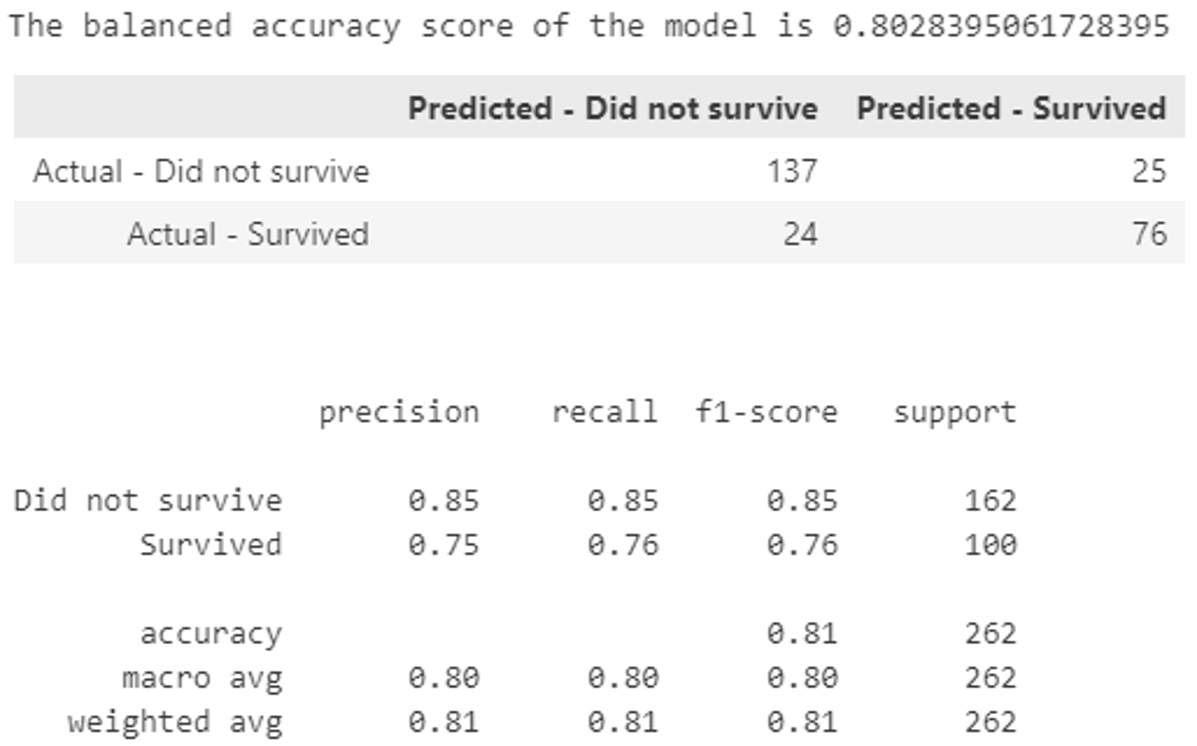 The balanced accuracy score of the model is 0.8028395061728395
Predicted - Did not survive Predicted - Survived
Actual - Did not survive 137 25
Actual - Survived 24 76
precision recall f1-score support
Did not survive 0.85 0.85 0.85 162
Survived 0.75 0.76 0.76 100
accuracy 0.81 262
macro avg 0.80 0.80 0.80 262
weighted avg 0.81 0.81 0.81 262